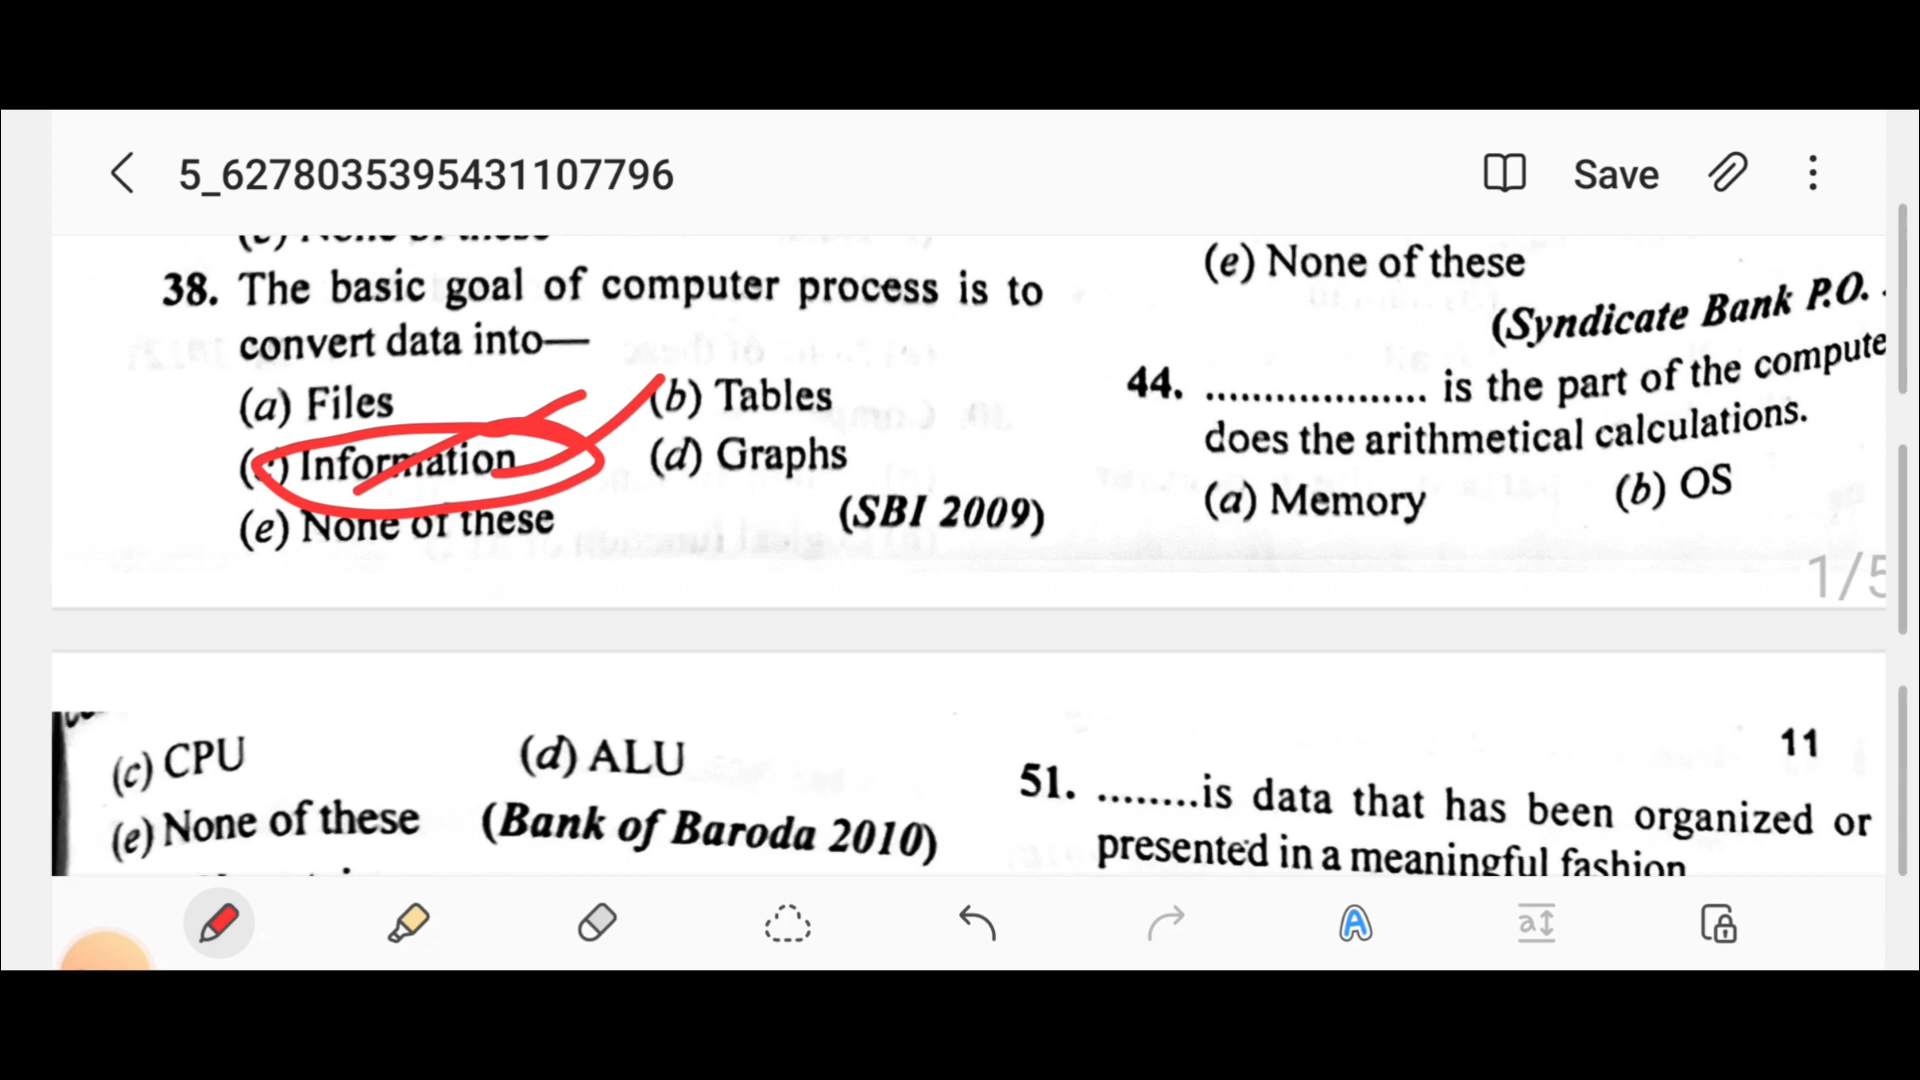 5_6278035395431107796
Save
38. The basic goal of computer process is to
convert data into—
(a) Files (b) Tables
(c) Information (d) Graphs
(e) None of these (SBI 2009)
(e) None of these
(Syndicate Bank P.O.
44. .................... is the part of the compute
does the arithmetical calculations.
(a) Memory (b) OS
1/5
(c) CPU (d) ALU
(e) None of these (Bank of Baroda 2010)
11
51. ........is data that has been organized or
presented in a meaningful fashion